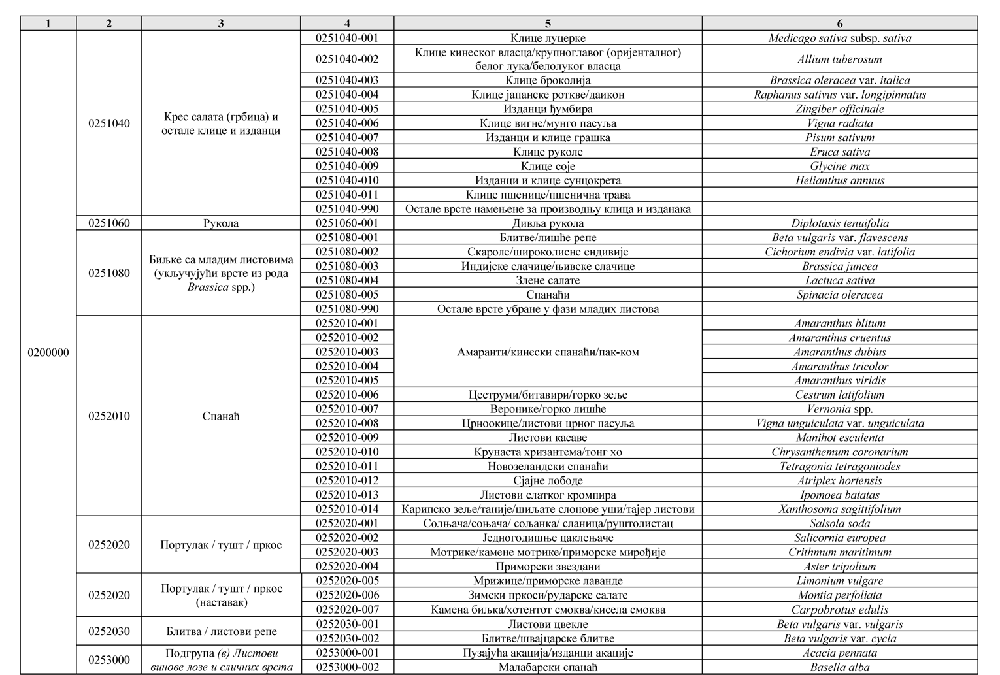 1 2 3 4 5 6
0251040-001 Клице луцерке Medicago sativa subsp. sativa
0251040-002 Клице кинеског власца/крупноглавог (оријенталног)
белог лука/белолуког власца Allium tuberosum
0251040-003 Клице броколија Brassica oleracea var. italica
0251040-004 Клице јапанске роткве/даикон Raphanus sativus var. longipinnatus
0251040-005 Изданци ђумбира Zingiber officinale
0251040 Крес салата (грбица) и
остале клице и изданци
0251040-006 Клице вигне/мунго пасуља Vigna radiata
0251040-007 Изданци и клице грашка Pisum sativum
0251040-008 Клице руколе Eruca sativa
0251040-009 Клице соје Glycine max
0251040-010 Изданци и клице сунцокрета Helianthus annuus
0251040-011 Клице пшенице/пшенична трава
0251040-990 Остале врсте намењене за производњу клица и изданака
0251060 Рукола 0251060-001 Дивља рукола Diplotaxis tenuifolia
0251080-001 Блитве/лишће репе Beta vulgaris var. flavescens
0251080-002 Скароле/широколисне ендивије Cichorium endivia var. latifolia
0251080 Биљке са младим листовима
(укључујући врсте из рода
Brassica spp.)
0251080-003 Индијске слачице/њивске слачице Brassica juncea
0251080-004 Злене салате Lactuca sativa
0251080-005 Спанаћи Spinacia oleracea
0251080-990 Остале врсте убране у фази младих листова
0252010-001 Amaranthus blitum
0252010-002 Amaranthus cruentus
0200000 0252010-003 Амаранти/кинески спанаћи/пак-ком Amaranthus dubius
0252010-004 Amaranthus tricolor
0252010-005 Amaranthus viridis
0252010-006 Цеструми/битавири/горко зеље Cestrum latifolium
0252010-007 Веронике/горко лишће Vernonia spp.
0252010 Спанаћ
0252010-008 Црноокице/листови црног пасуља Vigna unguiculata var. unguiculata
0252010-009 Листови касаве Manihot esculenta
0252010-010 Крунаста хризантема/тонг хо Chrysanthemum coronarium
0252010-011 Новозеландски спанаћи Tetragonia tetragoniodes
0252010-012 Сјајне лободе Atriplex hortensis
0252010-013 Листови слатког кромпира Ipomoea batatas
0252010-014 Карипско зеље/таније/шиљате слонове уши/тајер листови Xanthosoma sagittifolium
0252020-001 Солњача/соњача/ сољанка/ сланица/руштолистац Salsola soda
0252020-002 Једногодишње цаклењаче Salicornia europea
0252020 Портулак / тушт / пркос
0252020-003 Мотрике/камене мотрике/приморске мирођије Crithmum maritimum
0252020-004 Приморски звездани Aster tripolium
0252020-005 Мрижице/приморске лаванде Limonium vulgare
0252020 Портулак / тушт / пркос
(наставак)
0252020-006 Зимски пркоси/рударске салате Montia perfoliata
0252020-007 Камена биљка/хотентот смоква/кисела смоква Carpobrotus edulis
0252030 Блитва / листови репе
0252030-001 Листови цвекле Beta vulgaris var. vulgaris
0252030-002 Блитве/швајцарске блитве Beta vulgaris var. cycla
0253000 Подгрупа (в) Листови
винове лозе и сличних врста
0253000-001 Пузајућа акација/изданци акације Acacia pennata
0253000-002 Малабарски спанаћ Basella alba